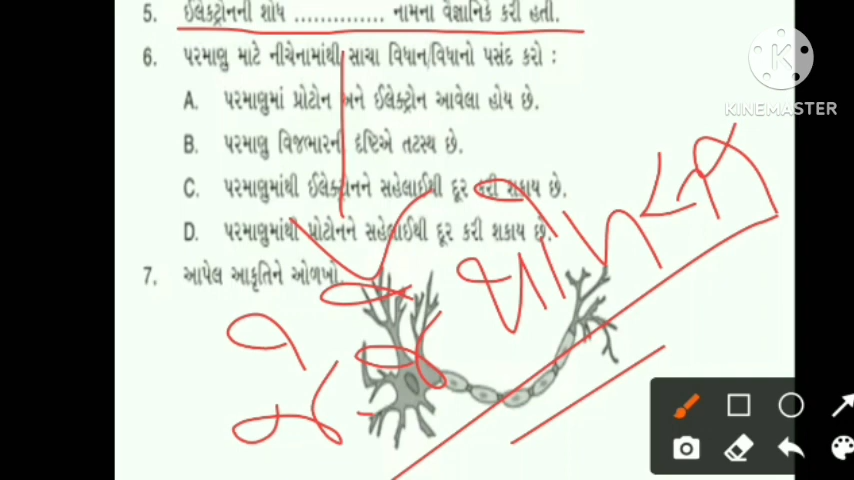 5. ઈલેક્ટ્રોનની શોધ ............... નામના વૈજ્ઞાનિકે કરી હતી.
6. પરમાણુ માટે નીચેનામાંથી સાચા વિધાન/વિધાનો પસંદ કરો :
A. પરમાણુમાં પ્રોટોન અને ઈલેક્ટ્રોન આવેલા હોય છે.
B. પરમાણુ વિજભારની દૃષ્ટિએ તટસ્થ છે.
C. પરમાણુમાંથી ઈલેક્ટ્રોનને સહેલાઈથી દૂર કરી શકાય છે.
D. પરમાણુમાંથી પ્રોટોનને સહેલાઈથી દૂર કરી શકાય છે.
7. આપેલ આકૃતિને ઓળખો.
KINEMASTER